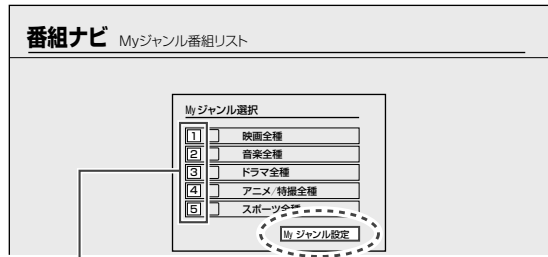 番組ナビ Myジャンル番組リスト
My ジャンル選択
1 映画全種
2 音楽全種
3 ドラマ全種
4 アニメ/特撮全種
5 スポーツ全種
My ジャンル設定